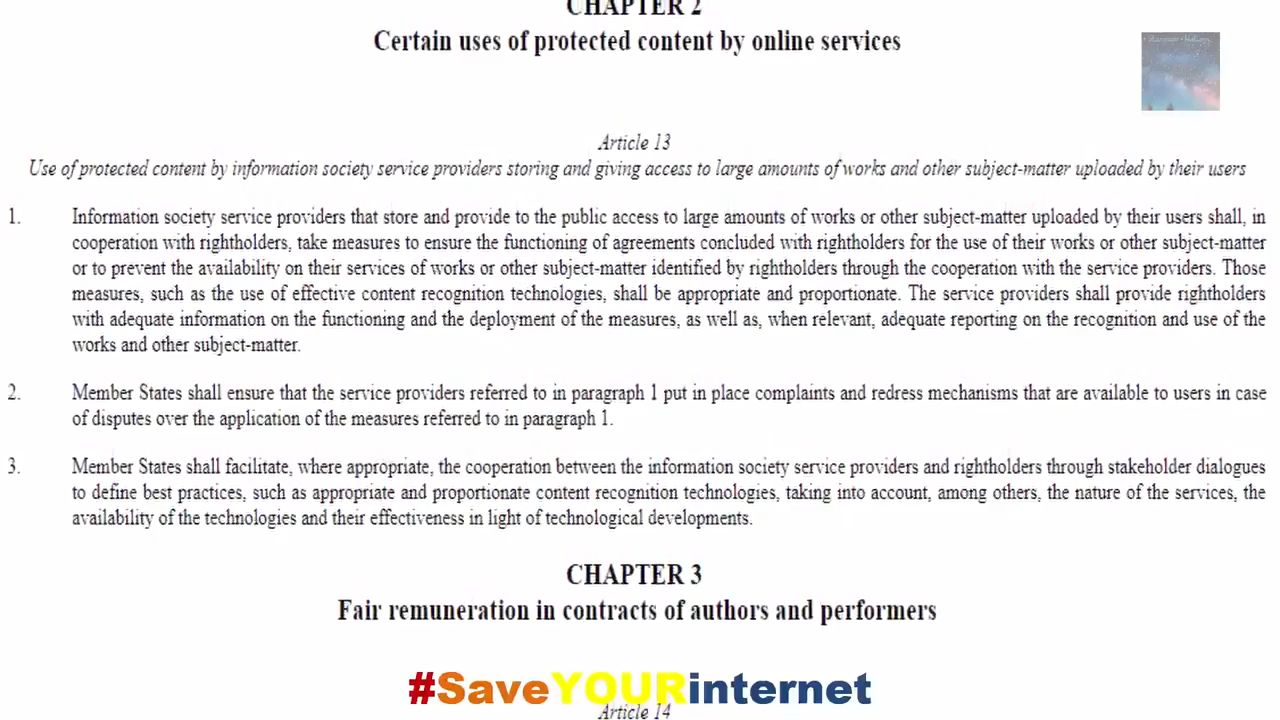 CHAPTER 2
Certain uses of protected content by online services
Article 13
Use of protected content by information society service providers storing and giving access to large amounts of works and other subject-matter uploaded by their users
1. Information society service providers that store and provide to the public access to large amounts of works or other subject-matter uploaded by their users shall, in
cooperation with rightholders, take measures to ensure the functioning of agreements concluded with rightholders for the use of their works or other subject-matter
or to prevent the availability on their services of works or other subject-matter identified by rightholders through the cooperation with the service providers. Those
measures, such as the use of effective content recognition technologies, shall be appropriate and proportionate. The service providers shall provide rightholders
with adequate information on the functioning and the deployment of the measures, as well as, when relevant, adequate reporting on the recognition and use of the
works and other subject-matter.
2. Member States shall ensure that the service providers referred to in paragraph 1 put in place complaints and redress mechanisms that are available to users in case
of disputes over the application of the measures referred to in paragraph 1.
3. Member States shall facilitate, where appropriate, the cooperation between the information society service providers and rightholders through stakeholder dialogues
to define best practices, such as appropriate and proportionate content recognition technologies, taking into account, among others, the nature of the services, the
availability of the technologies and their effectiveness in light of technological developments.
CHAPTER 3
Fair remuneration in contracts of authors and performers
#SaveYOURinternet
Article 14